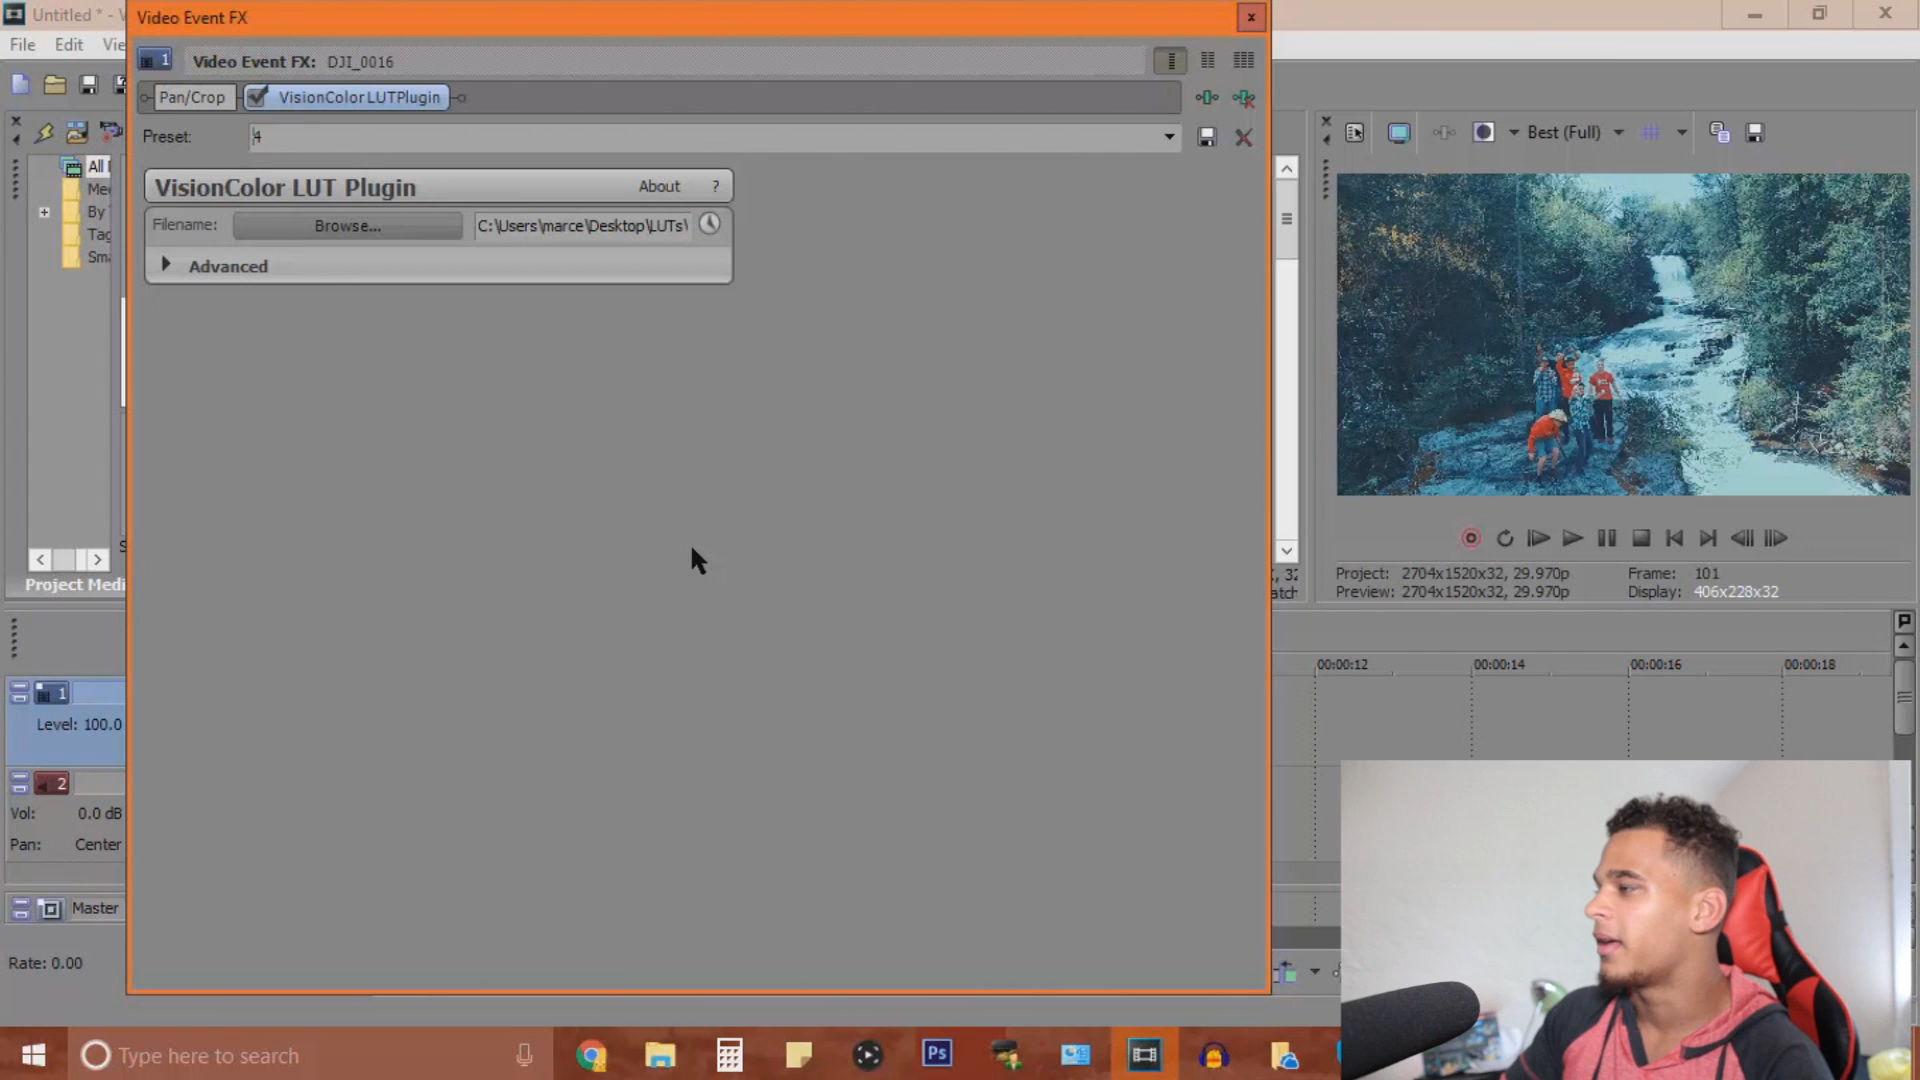 Untitled * - V
Video Event FX
x
File Edit Vie
1
Video Event FX: DJI_0016
Pan/Crop VisionColor LUTPlugin
Preset: 4
VisionColor LUT Plugin About ?
Filename: Browse... C:\Users\marce\Desktop\LUTs\
Advanced
All
Med
By
Tag
Sma
Project Medi
Best (Full)
Project: 2704x1520x32, 29.970p Frame: 101
Preview: 2704x1520x32, 29.970p Display: 406x228x32
00:00:12 00:00:14 00:00:16 00:00:18
1
Level: 100.0
2
Vol: 0.0 dB
Pan: Center
Master
Rate: 0.00
Type here to search
Ps